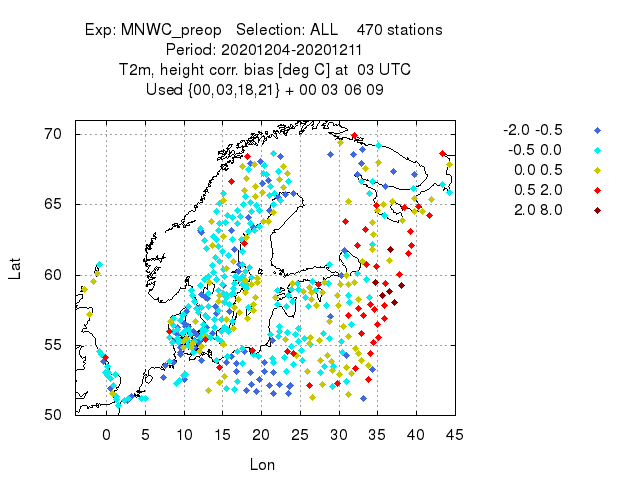 Exp: MNWC_preop   Selection: ALL    470 stations
Period: 20201204-20201211
T2m, height corr. bias [deg C] at  03 UTC
Used {00,03,18,21} + 00 03 06 09
70
65
60
55
50
Lat
0 5 10 15 20 25 30 35 40 45
Lon
-2.0 -0.5
-0.5 0.0
0.0 0.5
0.5 2.0
2.0 8.0